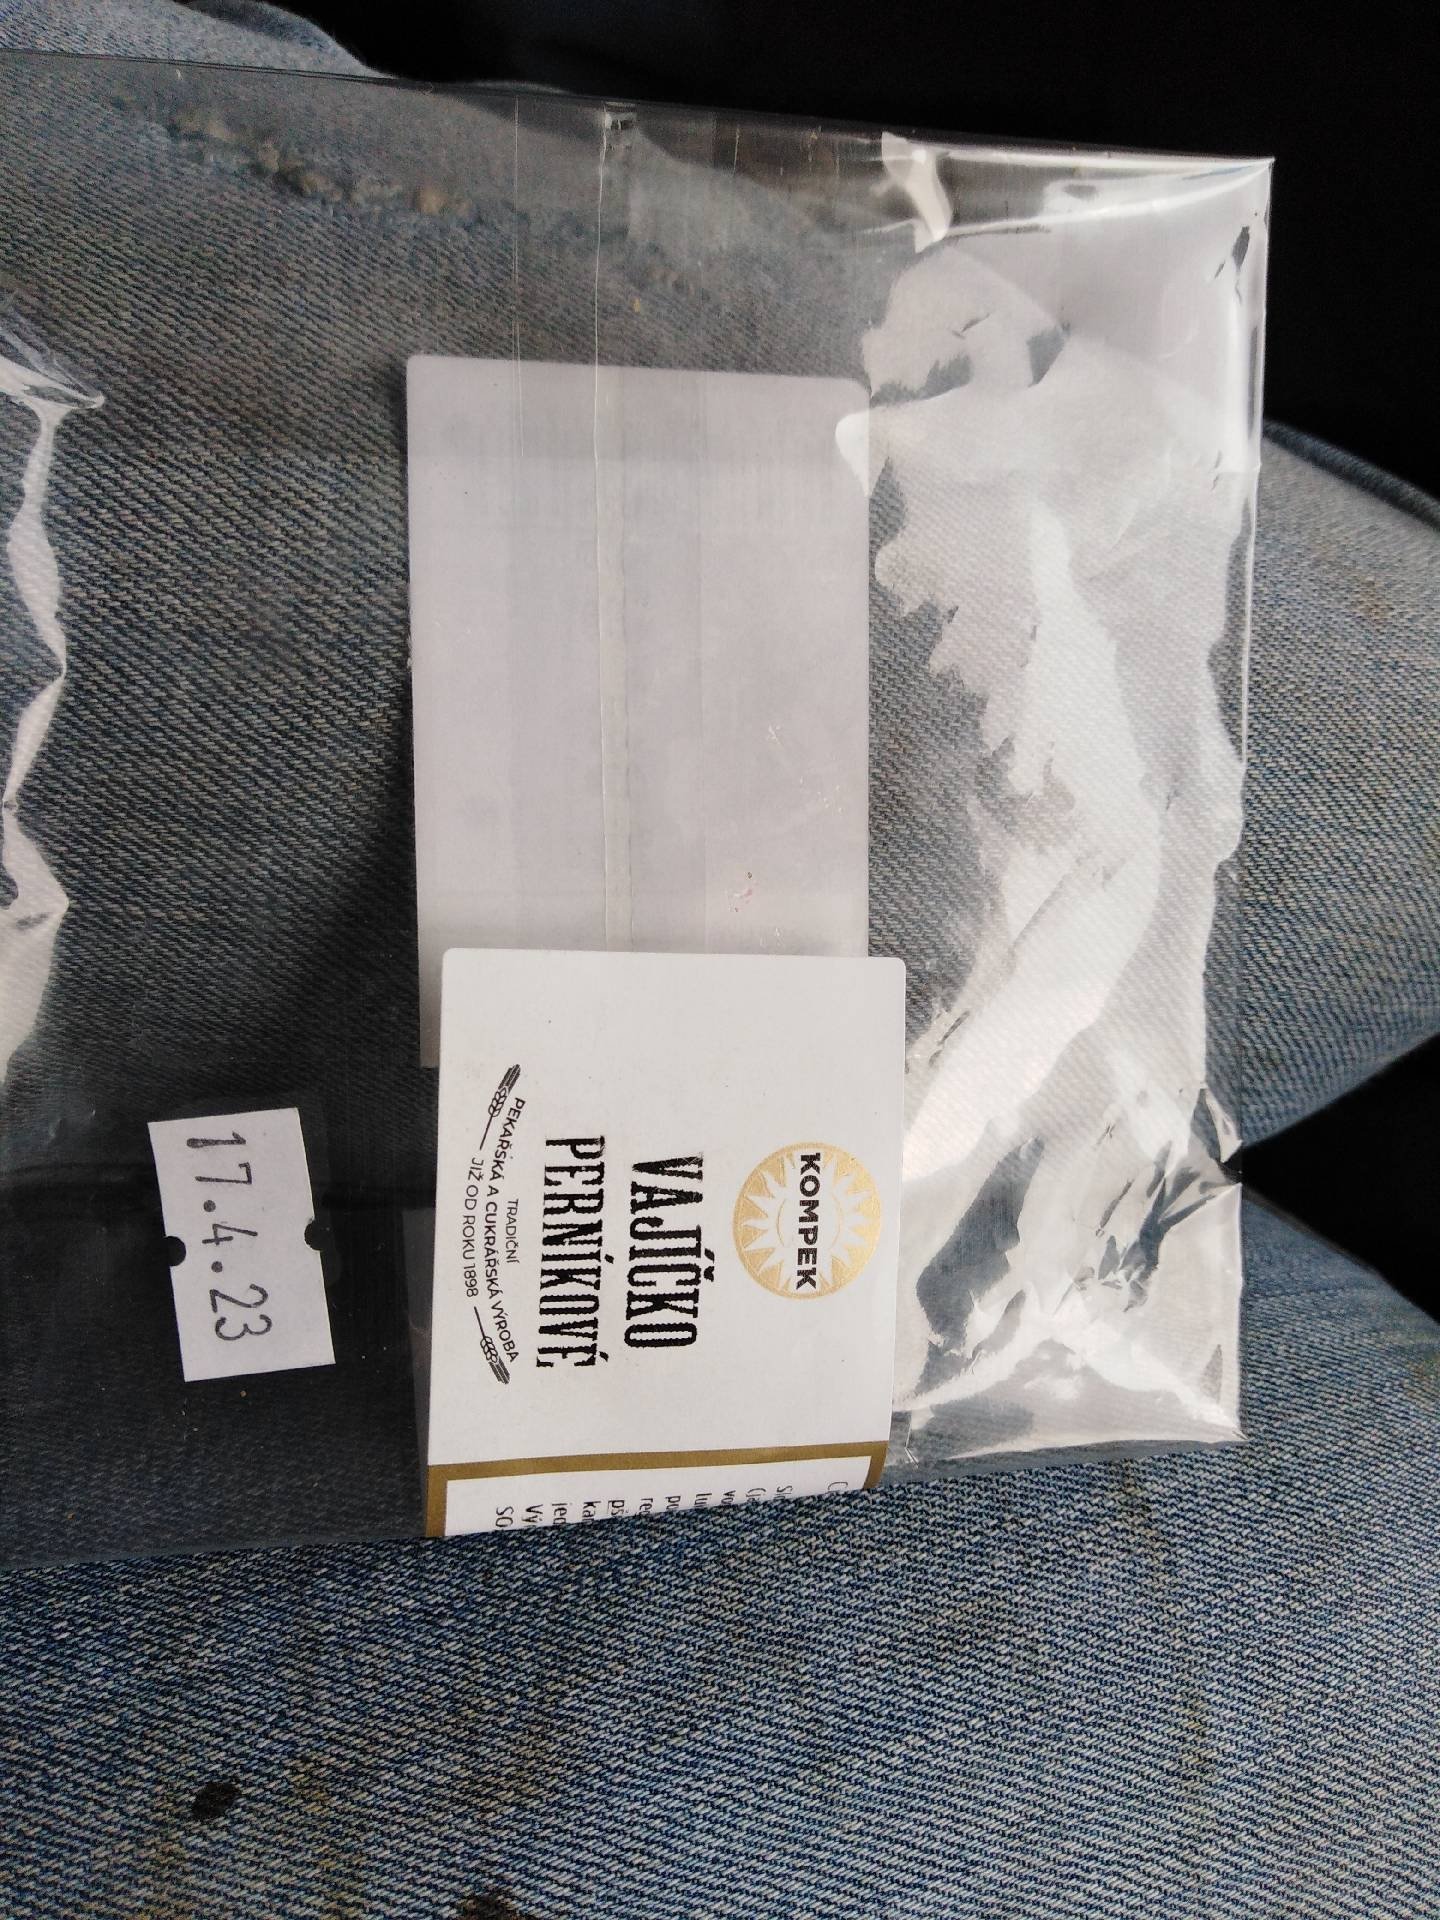 KOMPEK
VAJÍČKO
PERNÍKOVÉ
TRADIČNÍ
PEKAŘSKÁ A CUKRÁŘSKÁ VÝROBA
JIŽ OD ROKU 1898
17.4.23